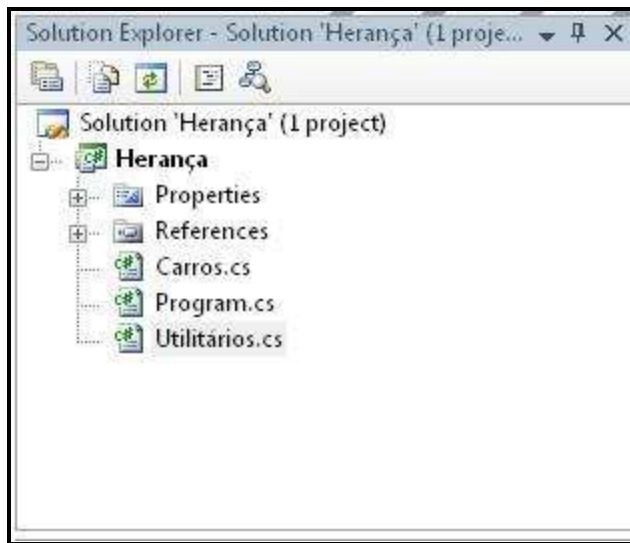 Solution Explorer - Solution 'Herança' (1 proje...
Solution 'Herança' (1 project)
Herança
Properties
References
Carros.cs
Program.cs
Utilitários.cs